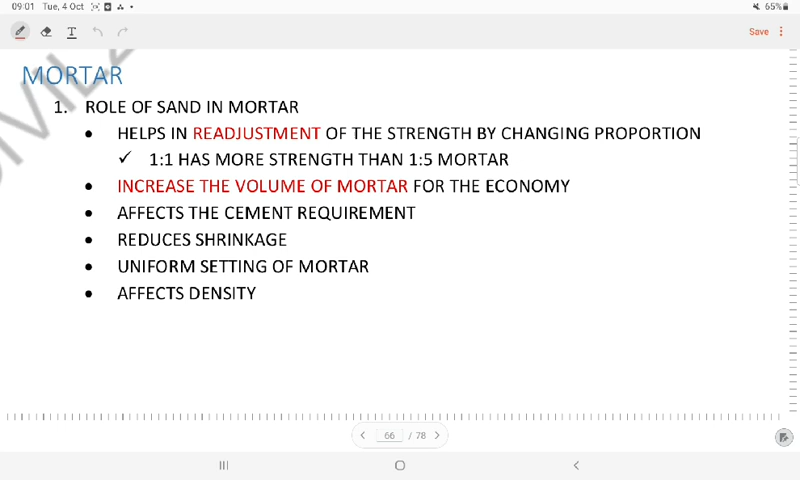 09:01 Tue, 4 Oct
65%
T
Save
MORTAR
1. ROLE OF SAND IN MORTAR
• HELPS IN READJUSTMENT OF THE STRENGTH BY CHANGING PROPORTION
✓ 1:1 HAS MORE STRENGTH THAN 1:5 MORTAR
• INCREASE THE VOLUME OF MORTAR FOR THE ECONOMY
• AFFECTS THE CEMENT REQUIREMENT
• REDUCES SHRINKAGE
• UNIFORM SETTING OF MORTAR
• AFFECTS DENSITY
66 / 78